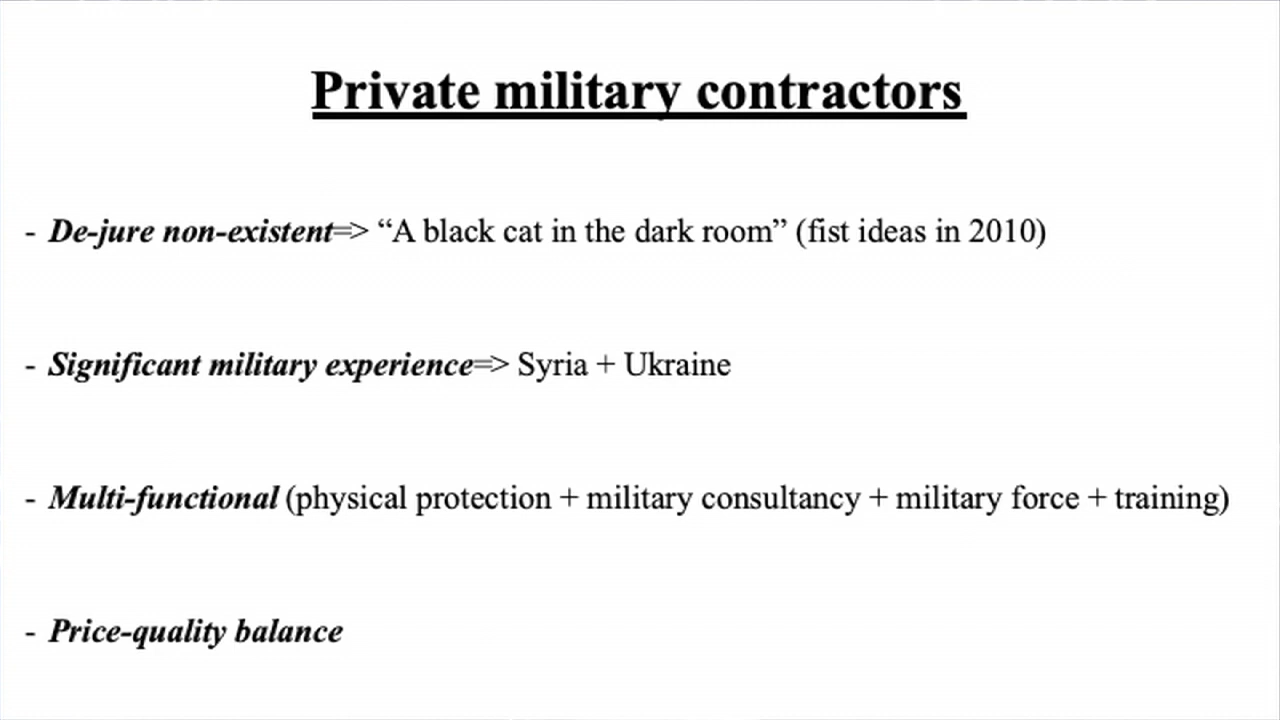 Private military contractors
- De-jure non-existent=> “A black cat in the dark room” (fist ideas in 2010)
- Significant military experience=> Syria + Ukraine
- Multi-functional (physical protection + military consultancy + military force + training)
- Price-quality balance